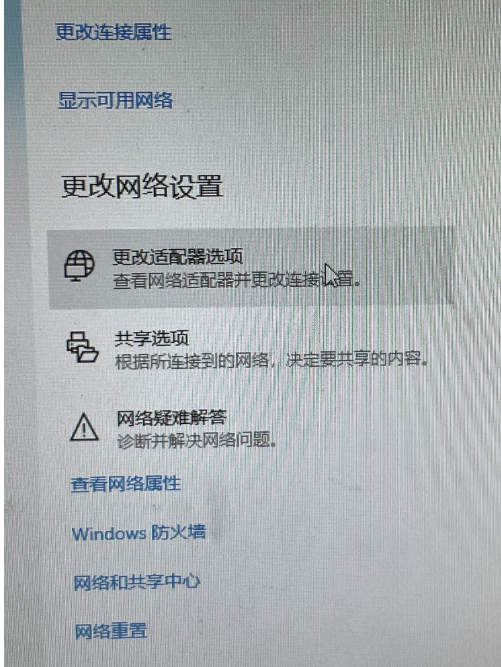 更改连接属性
显示可用网络
更改网络设置
更改适配器选项
查看网络适配器并更改连接设置。
共享选项
根据所连接到的网络，决定要共享的内容。
网络疑难解答
诊断并解决网络问题。
查看网络属性
Windows 防火墙
网络和共享中心
网络重置